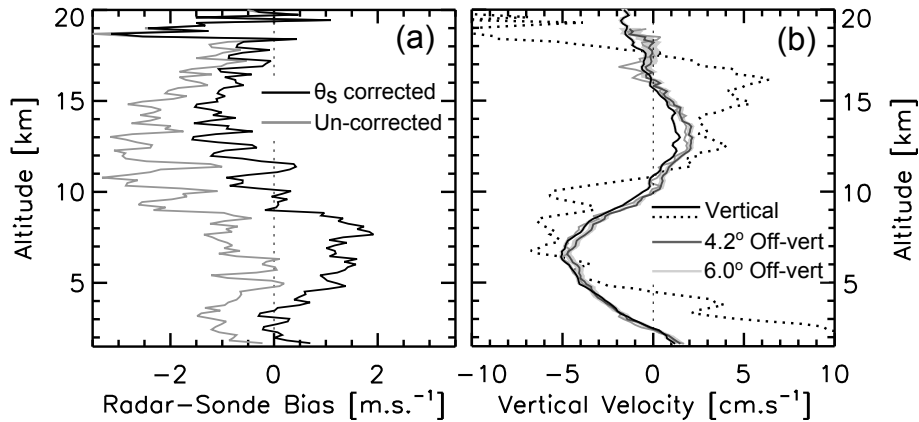 20
15
10
5
Altitude [km]
(a)
θS corrected
Un-corrected
−2
0
2
Radar−Sonde Bias [m.s.⁻¹]
(b)
Vertical
4.2° Off-vert
6.0° Off-vert
−10
−5
0
5
10
Vertical Velocity [cm.s⁻¹]
20
15
10
5
Altitude [km]